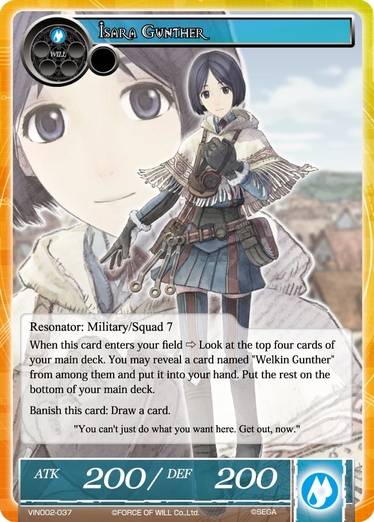 Isara Gunther
WILL
Resonator: Military/Squad 7
When this card enters your field ⇨ Look at the top four cards of
your main deck. You may reveal a card named "Welkin Gunther"
from among them and put it into your hand. Put the rest on the
bottom of your main deck.
Banish this card: Draw a card.
"You can't just do what you want here. Get out, now."
ATK 200/ DEF 200
VIN002-037 ©FORCE OF WILL Co.,Ltd. ©SEGA